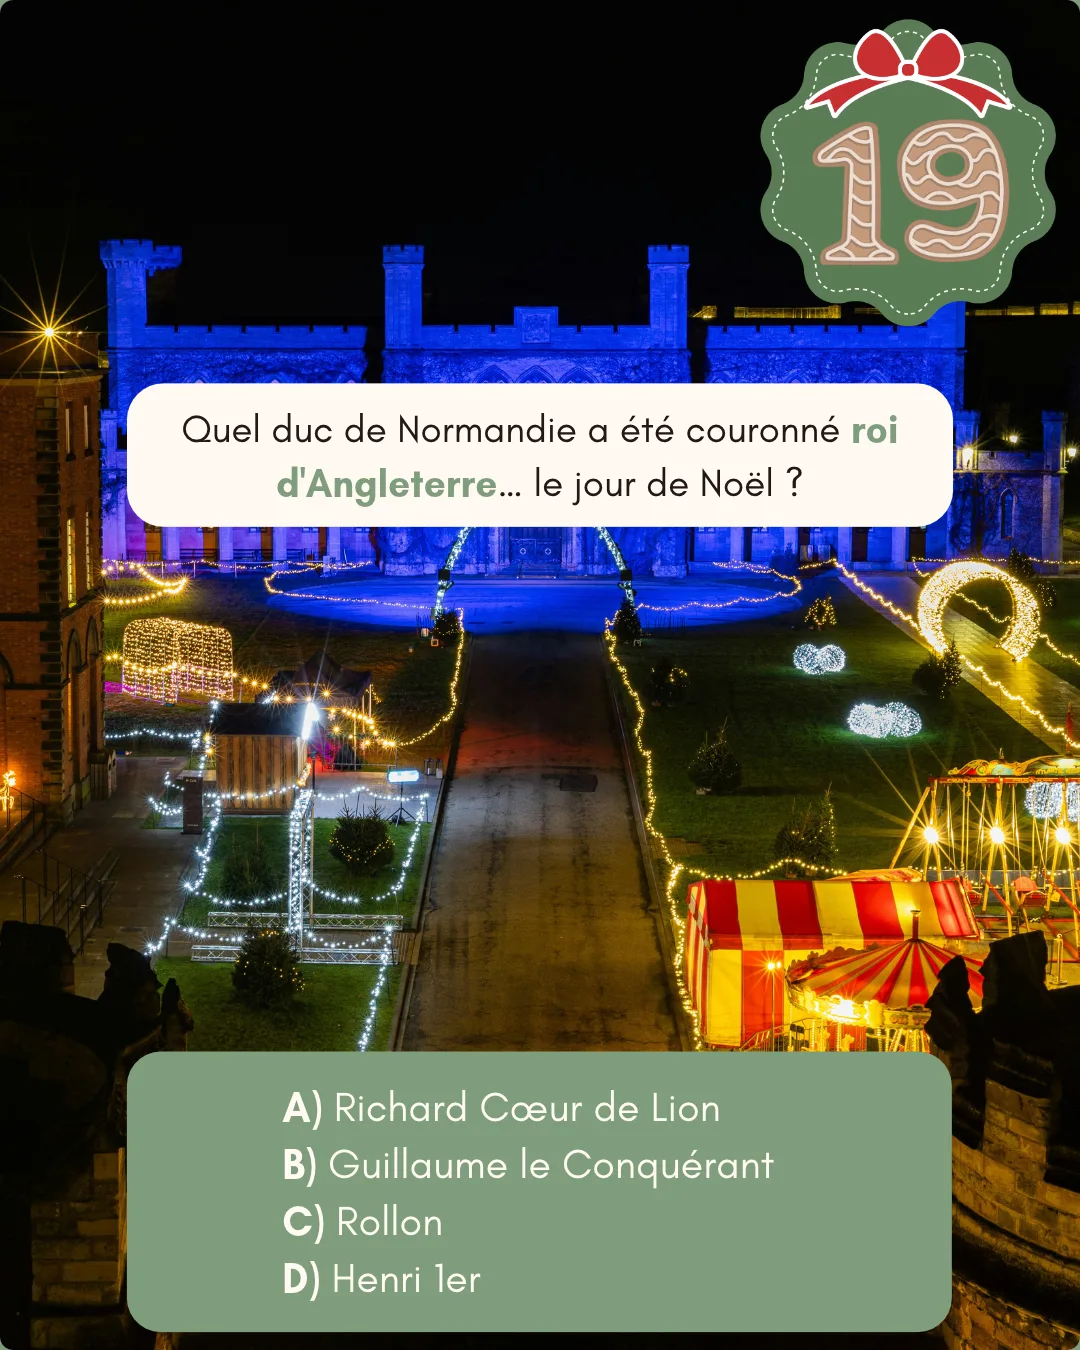 19
Quel duc de Normandie a été couronné roi
d'Angleterre... le jour de Noël ?
A) Richard Cœur de Lion
B) Guillaume le Conquérant
C) Rollon
D) Henri 1er